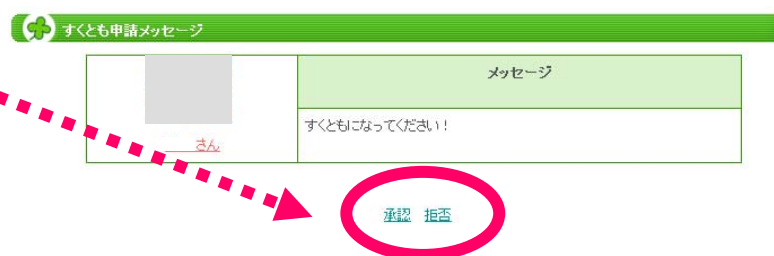 すくとも申請メッセージ
メッセージ
すくともになってください！
さん
承認 拒否